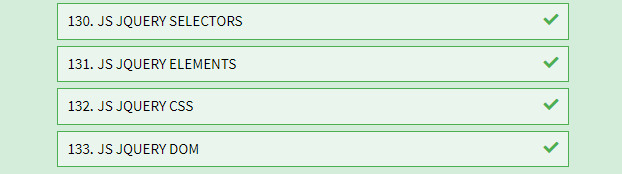 130. JS JQUERY SELECTORS
131. JS JQUERY ELEMENTS
132. JS JQUERY CSS
133. JS JQUERY DOM